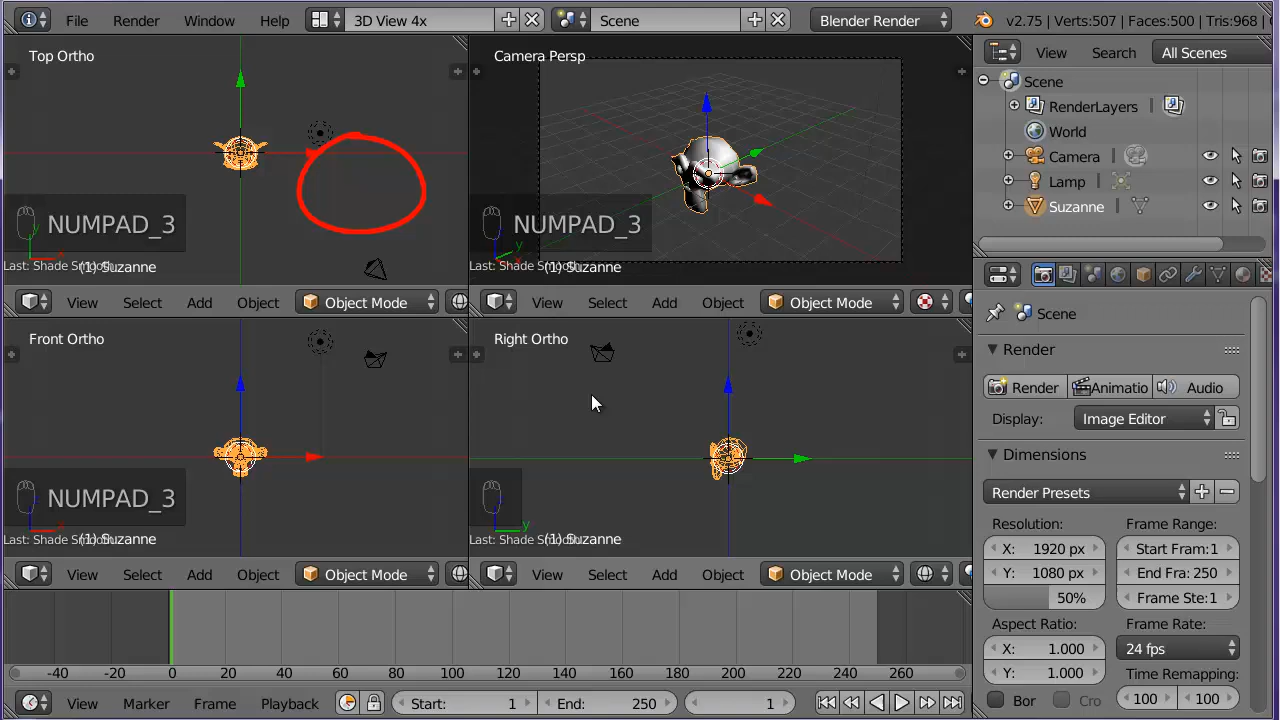 File Render Window Help 3D View 4x Scene Blender Render v2.75 | Verts:507 | Faces:500 | Tris:968 |
Top Ortho
NUMPAD_3
y
x
(1) Suzanne
View Select Add Object Object Mode
Camera Persp
NUMPAD_3
y
x
(1) Suzanne
View Select Add Object Object Mode
Front Ortho
NUMPAD_3
x
(1) Suzanne
View Select Add Object Object Mode
Right Ortho
y
(1) Suzanne
View Select Add Object Object Mode
-40 -20 0 20 40 60 80 100 120 140 160 180 200 220 240 260
View Marker Frame Playback Start: 1 End: 250 1
View Search All Scenes
Scene
RenderLayers
World
Camera
Lamp
Suzanne
Scene
Render
Render Animatio Audio
Display: Image Editor
Dimensions
Render Presets
Resolution: Frame Range:
X: 1920 px Start Fram:1
Y: 1080 px End Fra: 250
50% Frame Ste:1
Aspect Ratio: Frame Rate:
X: 1.000 24 fps
Y: 1.000 Time Remapping:
Bor Cro 100 100